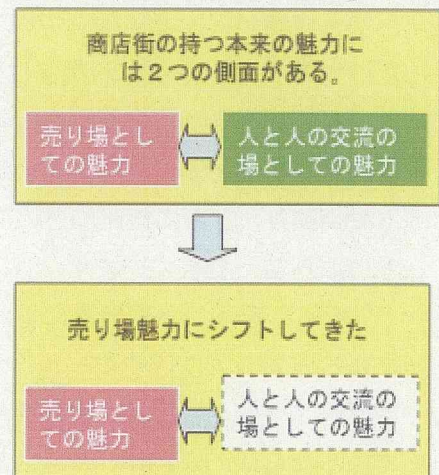 商店街の持つ本来の魅力に
は２つの側面がある。
売り場とし
ての魅力
人と人の交流の
場としての魅力
売り場魅力にシフトしてきた
売り場とし
ての魅力
人と人の交流の
場としての魅力